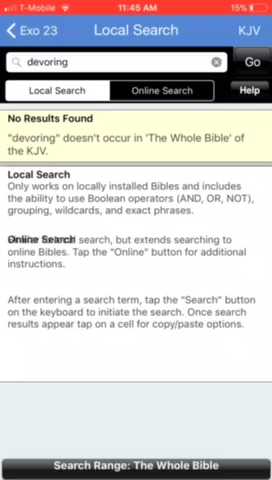 T-Mobile 11:45 AM 15%
Exo 23 Local Search KJV
devoring Go
Local Search Online Search Help
No Results Found
"devoring" doesn't occur in 'The Whole Bible' of
the KJV.
Local Search
Only works on locally installed Bibles and includes
the ability to use Boolean operators (AND, OR, NOT),
grouping, wildcards, and exact phrases.
Online Search
search, but extends searching to
online Bibles. Tap the "Online" button for additional
instructions.
After entering a search term, tap the "Search" button
on the keyboard to initiate the search. Once search
results appear tap on a cell for copy/paste options.
Search Range: The Whole Bible